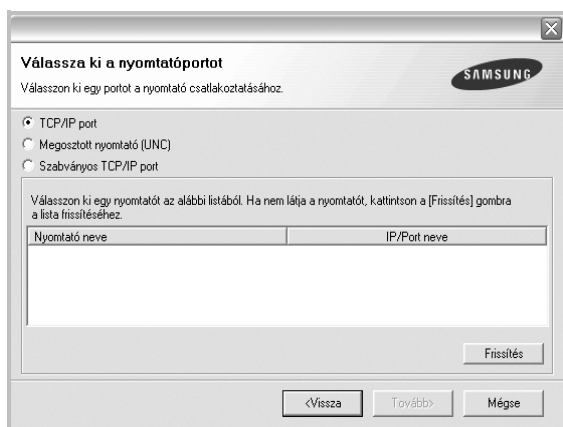 Válassza ki a nyomtatóportot
Válasszon ki egy portot a nyomtató csatlakoztatásához.
SAMSUNG
TCP/IP port
Megosztott nyomtató (UNC)
Szabványos TCP/IP port
Válasszon ki egy nyomtatót az alábbi listából. Ha nem látja a nyomtatót, kattintson a [Frissítés] gombra
a lista frissítéséhez.
Nyomtató neve IP/Port neve
Frissítés
<Vissza Tovább> Mégse